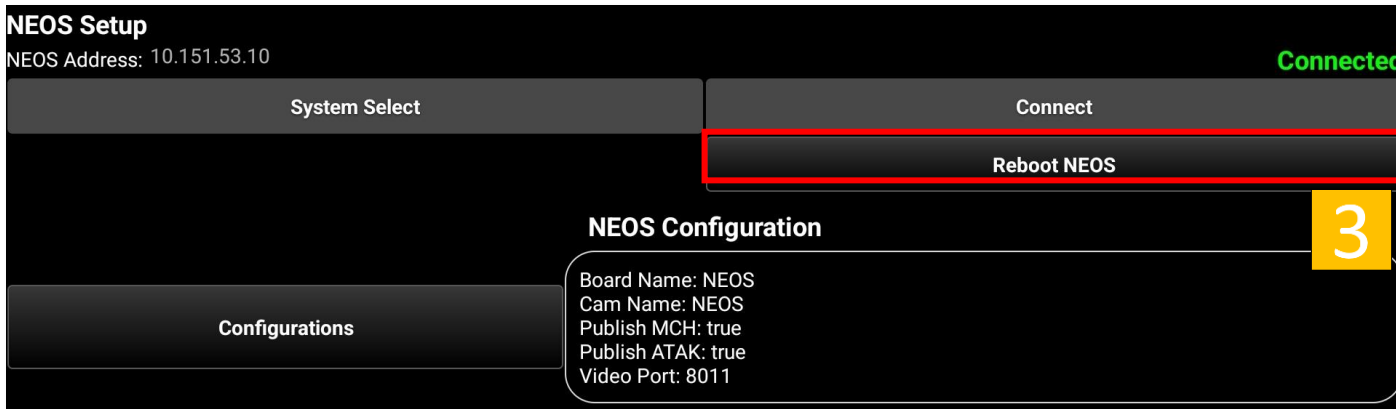 NEOS Setup
NEOS Address: 10.151.53.10
Connected
System Select
Connect
Reboot NEOS
3
NEOS Configuration
Board Name: NEOS
Cam Name: NEOS
Publish MCH: true
Publish ATAK: true
Video Port: 8011
Configurations